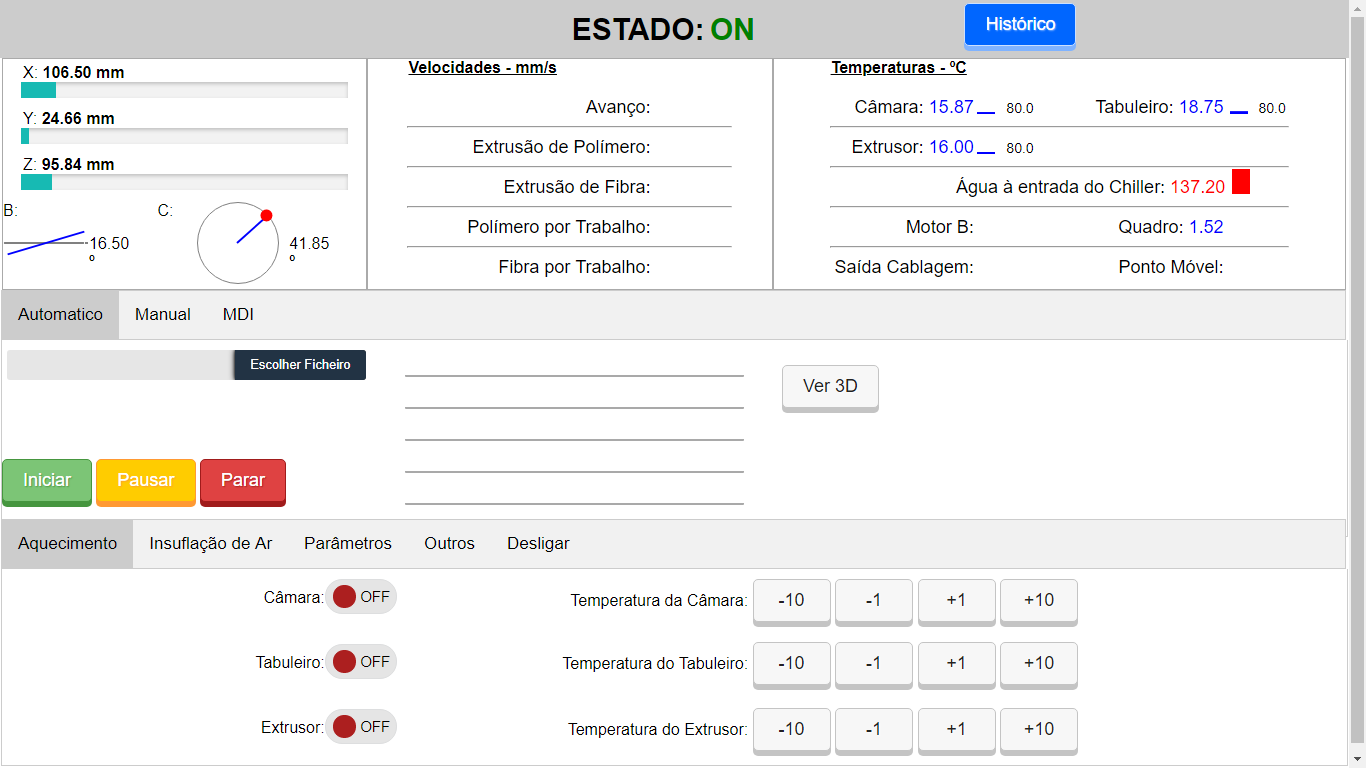 ESTADO: ON
Histórico
X: 106.50 mm
Y: 24.66 mm
Z: 95.84 mm
B:
16.50
º
C:
41.85
º
Velocidades - mm/s
Avanço:
Extrusão de Polímero:
Extrusão de Fibra:
Polímero por Trabalho:
Fibra por Trabalho:
Temperaturas - ºC
Câmara: 15.87 80.0 Tabuleiro: 18.75 80.0
Extrusor: 16.00 80.0
Água à entrada do Chiller: 137.20
Motor B: Quadro: 1.52
Saída Cablagem: Ponto Móvel:
Automatico Manual MDI
Escolher Ficheiro
Ver 3D
Iniciar Pausar Parar
Aquecimento Insuflação de Ar Parâmetros Outros Desligar
Câmara: OFF Temperatura da Câmara: -10 -1 +1 +10
Tabuleiro: OFF Temperatura do Tabuleiro: -10 -1 +1 +10
Extrusor: OFF Temperatura do Extrusor: -10 -1 +1 +10